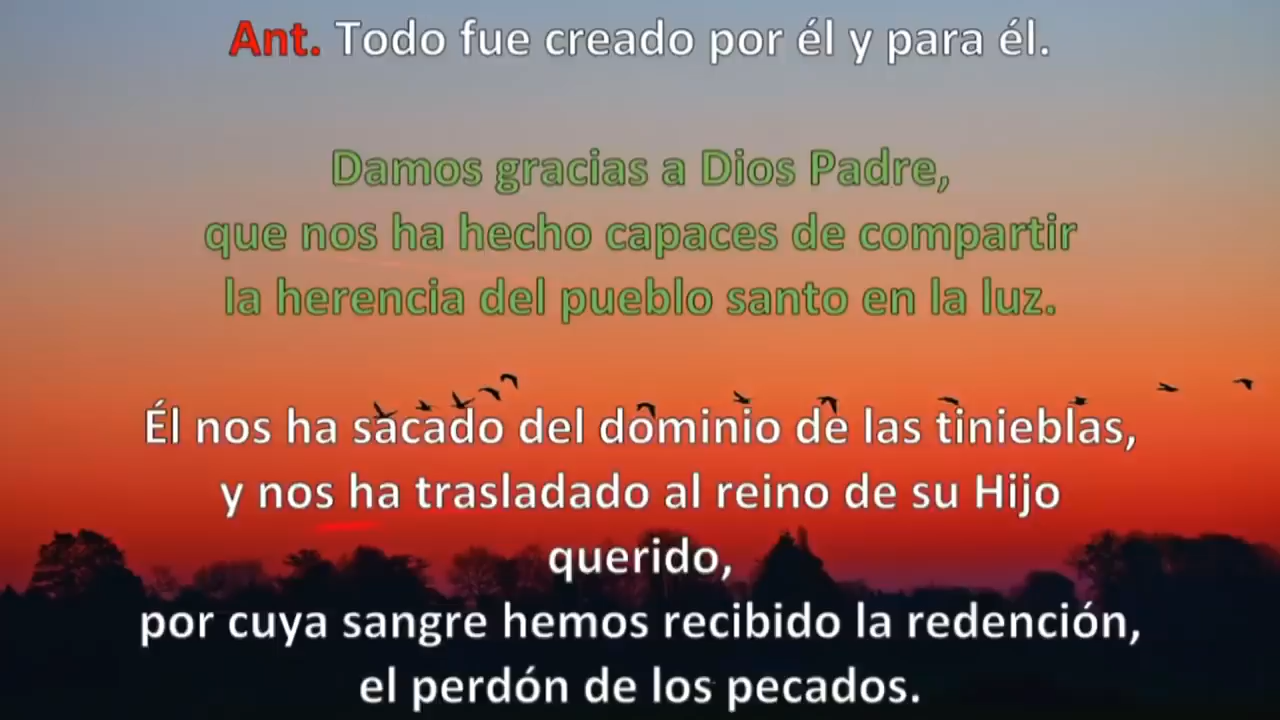 Ant. Todo fue creado por él y para él.
Damos gracias a Dios Padre,
que nos ha hecho capaces de compartir
la herencia del pueblo santo en la luz.
Él nos ha sacado del dominio de las tinieblas,
y nos ha trasladado al reino de su Hijo
querido,
por cuya sangre hemos recibido la redención,
el perdón de los pecados.